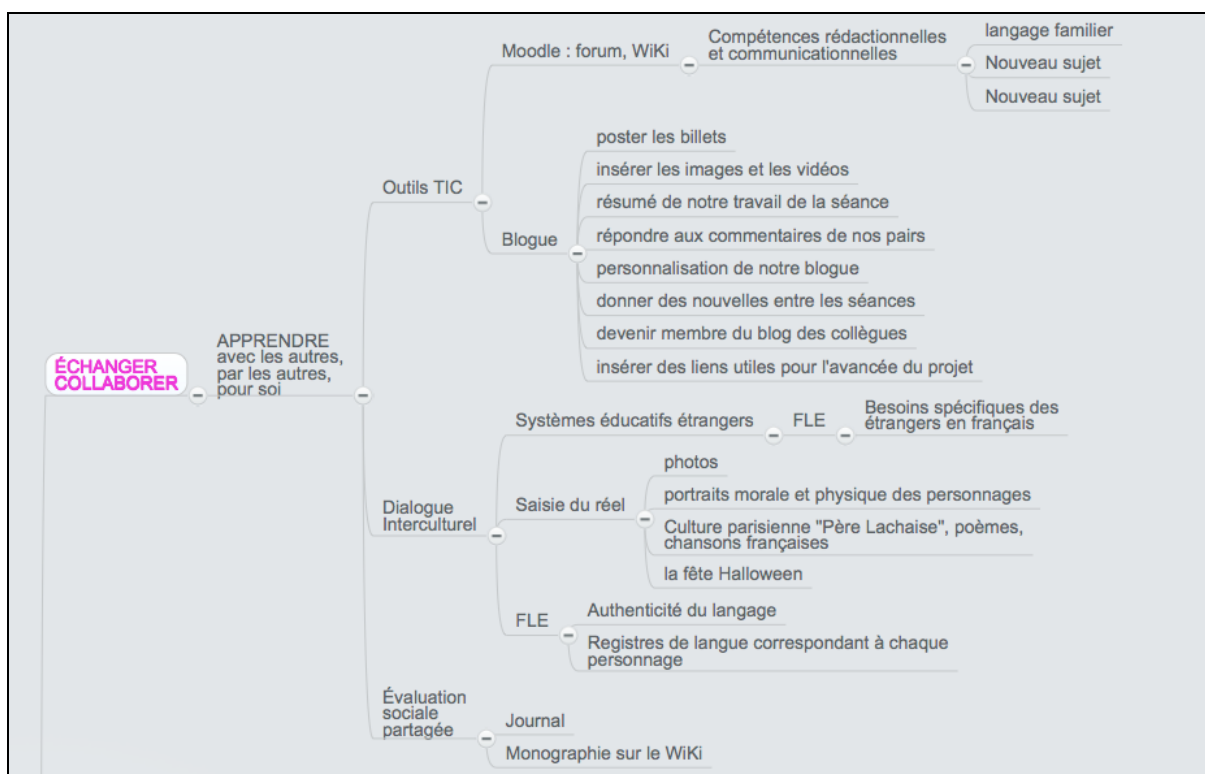 ÉCHANGER
COLLABORER
APPRENDRE
avec les autres,
par les autres,
pour soi
Outils TIC
Moodle : forum, WiKi
Compétences rédactionnelles
et communicationnelles
langage familier
Nouveau sujet
Nouveau sujet
Blogue
poster les billets
insérer les images et les vidéos
résumé de notre travail de la séance
répondre aux commentaires de nos pairs
personnalisation de notre blogue
donner des nouvelles entre les séances
devenir membre du blog des collègues
insérer des liens utiles pour l'avancée du projet
Dialogue
Interculturel
Systèmes éducatifs étrangers
FLE
Besoins spécifiques des
étrangers en français
Saisie du réel
photos
portraits morale et physique des personnages
Culture parisienne "Père Lachaise", poèmes,
chansons françaises
la fête Halloween
FLE
Authenticité du langage
Registres de langue correspondant à chaque
personnage
Évaluation
sociale
partagée
Journal
Monographie sur le WiKi